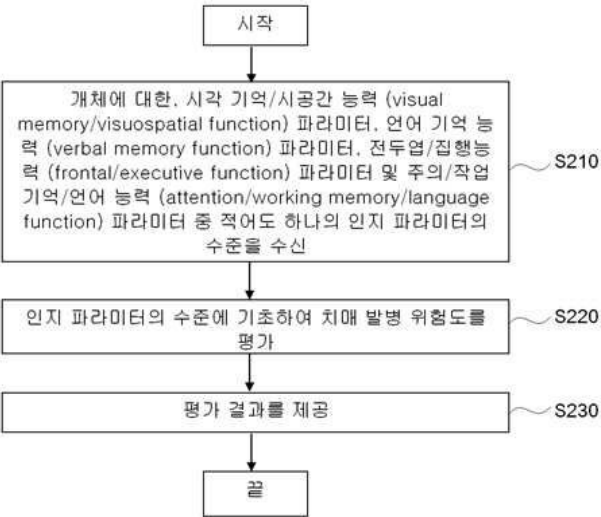 시작
개체에 대한, 시각 기억/시공간 능력 (visual
memory/visuospatial function) 파라미터, 언어 기억 능
력 (verbal memory function) 파라미터, 전두엽/집행능
력 (frontal/executive function) 파라미터 및 주의/작업
기억/언어 능력 (attention/working memory/language
function) 파라미터 중 적어도 하나의 인지 파라미터의
수준을 수신
S210
인지 파라미터의 수준에 기초하여 치매 발병 위험도를
평가
S220
평가 결과를 제공
S230
끝